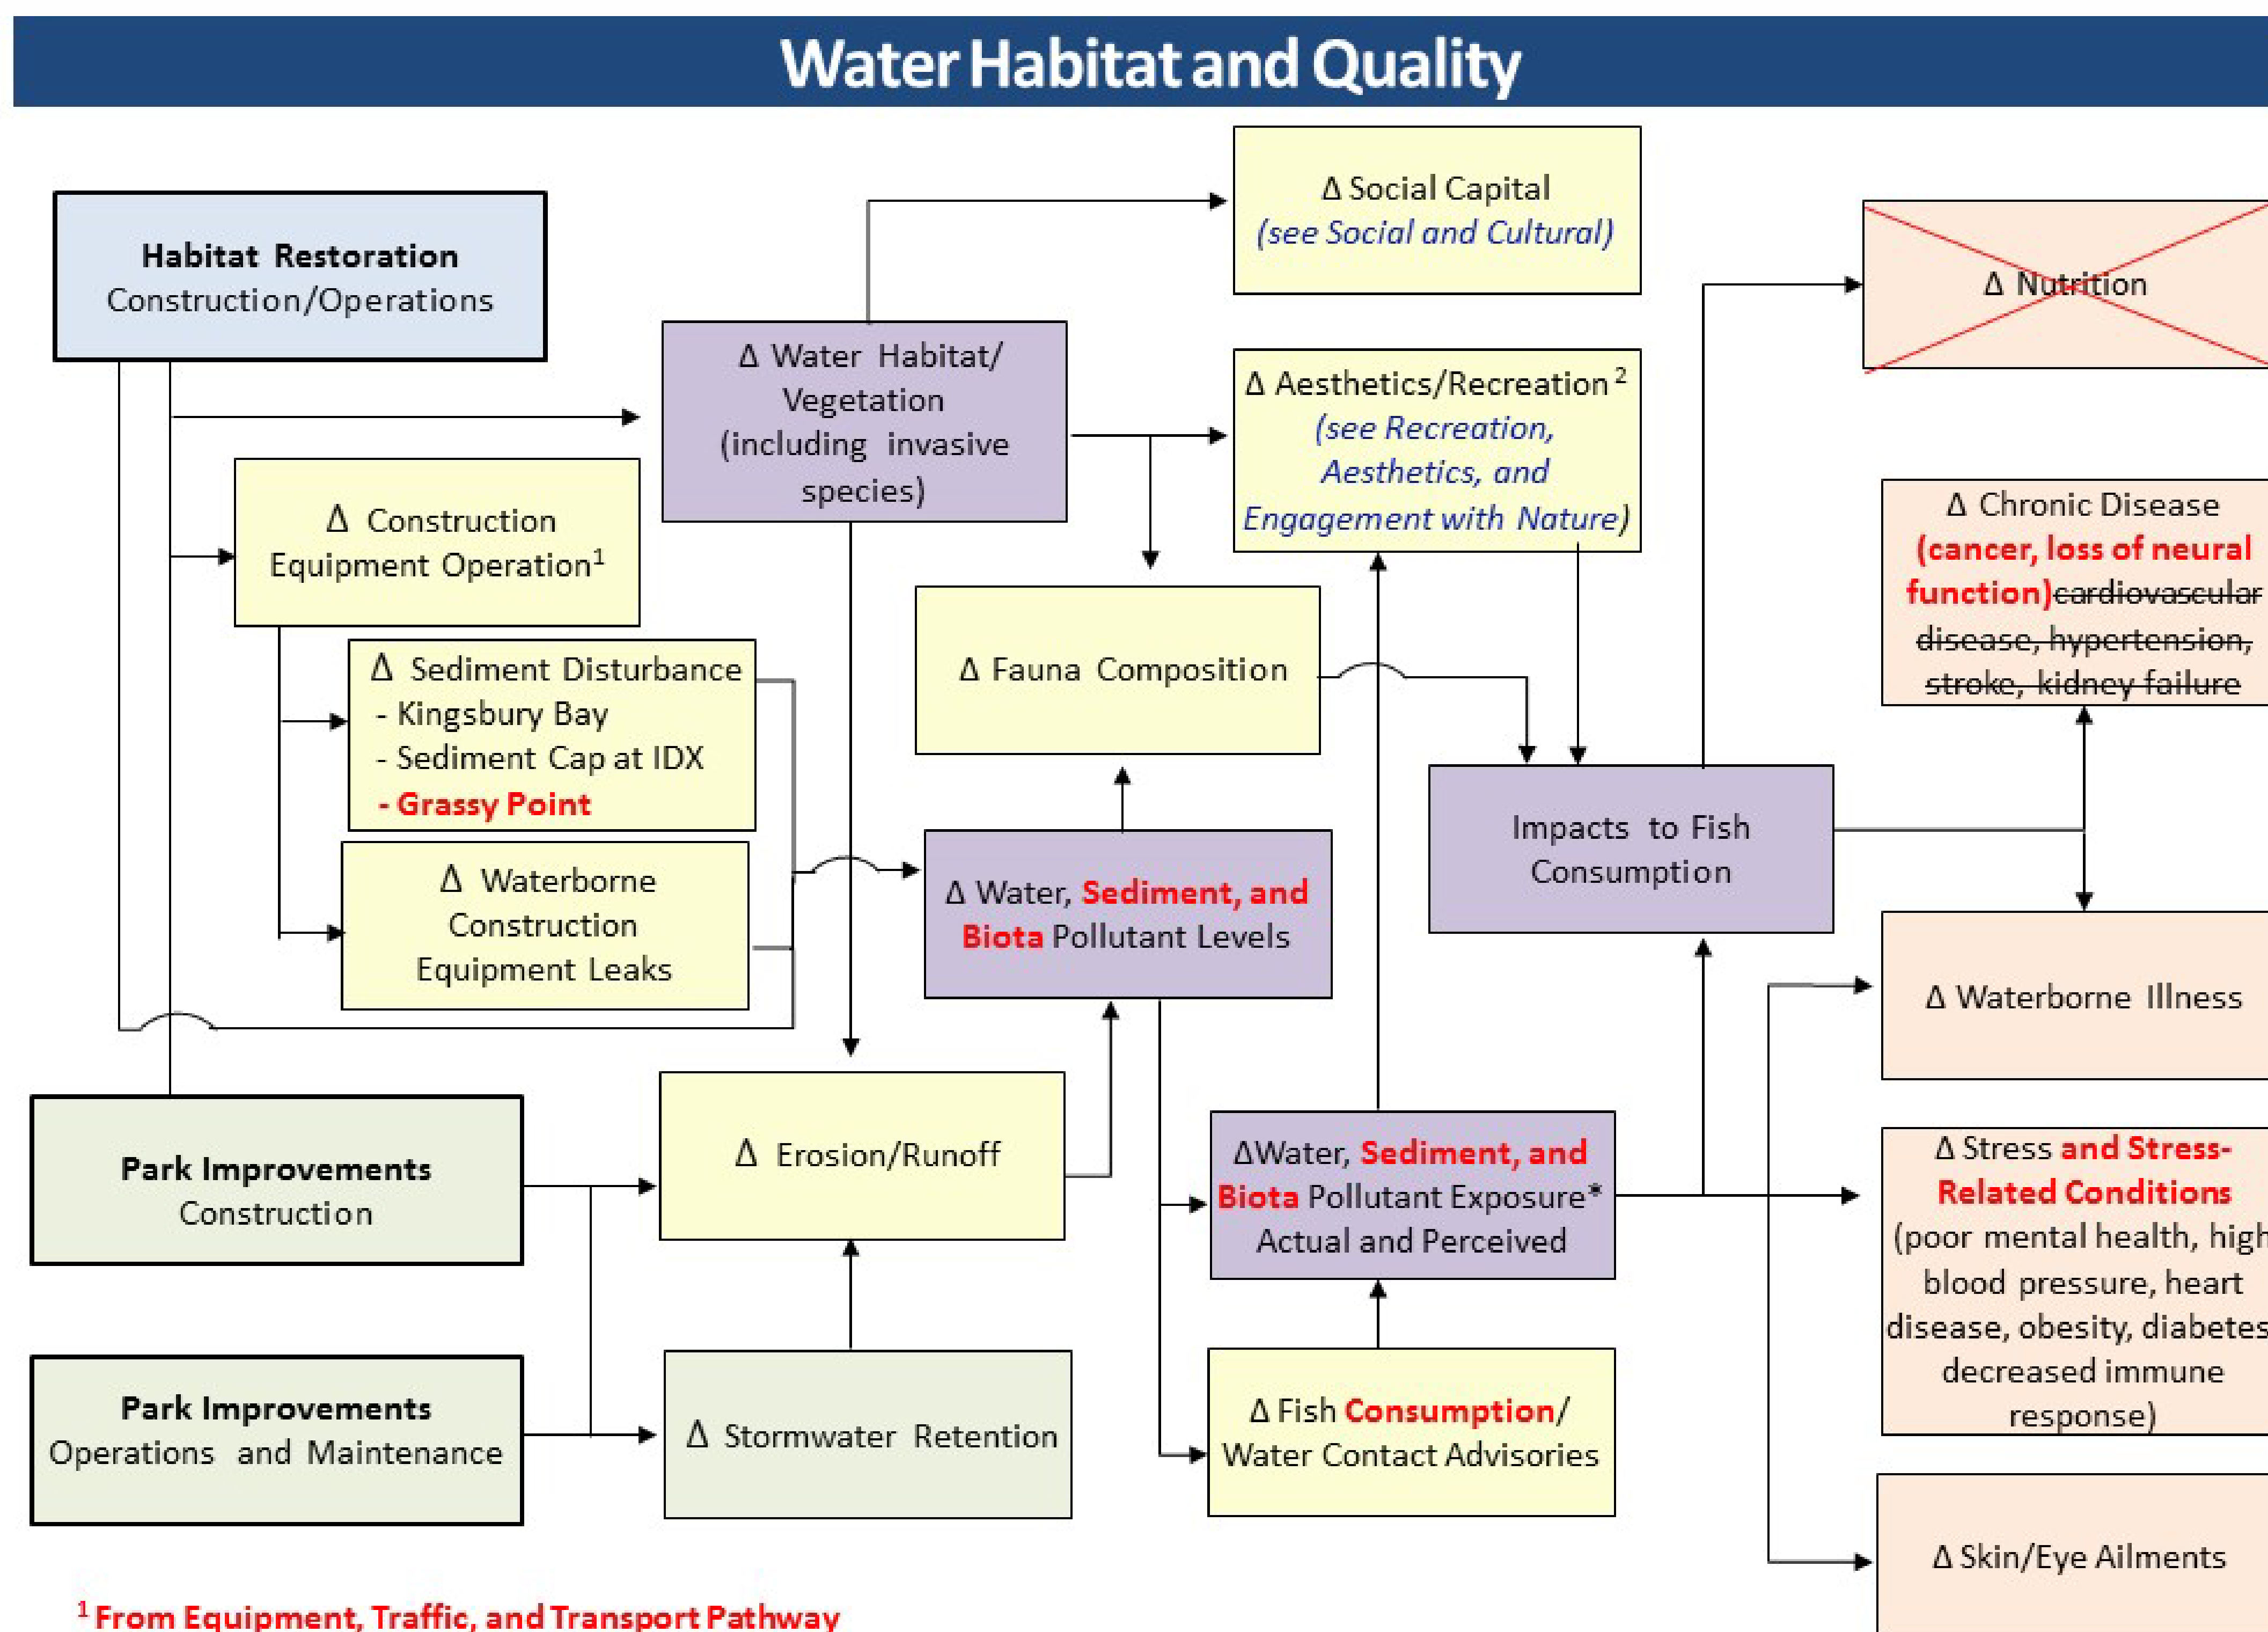 Water Habitat and Quality
Δ Social Capital
(see Social and Cultural)
Habitat Restoration
Construction/Operations
Δ Nutrition
Δ Water Habitat/
Vegetation
(including invasive
species)
Δ Aesthetics/Recreation²
(see Recreation,
Aesthetics, and
Engagement with Nature)
Δ Construction
Equipment Operation¹
Δ Chronic Disease
(cancer, loss of neural
function)cardiovascular
disease, hypertension,
stroke, kidney failure
Δ Sediment Disturbance
- Kingsbury Bay
- Sediment Cap at IDX
- Grassy Point
Δ Fauna Composition
Impacts to Fish
Consumption
Δ Waterborne
Construction
Equipment Leaks
Δ Water, Sediment, and
Biota Pollutant Levels
Δ Waterborne Illness
Park Improvements
Construction
Δ Erosion/Runoff
ΔWater, Sediment, and
Biota Pollutant Exposure*
Actual and Perceived
Δ Stress and Stress-
Related Conditions
(poor mental health, high
blood pressure, heart
disease, obesity, diabetes
decreased immune
response)
Park Improvements
Operations and Maintenance
Δ Stormwater Retention
Δ Fish Consumption/
Water Contact Advisories
Δ Skin/Eye Ailments
¹ From Equipment, Traffic, and Transport Pathway